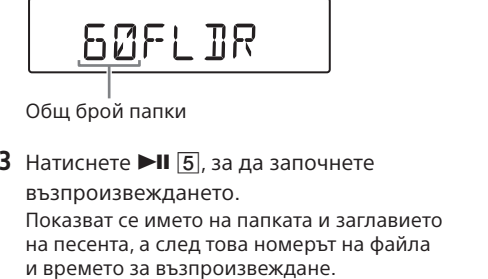 60FLDR
Общ брой папки
3 Натиснете ►II 5, за да започнете
възпроизвеждането.
Показват се името на папката и заглавието
на песента, а след това номерът на файла
и времето за възпроизвеждане.